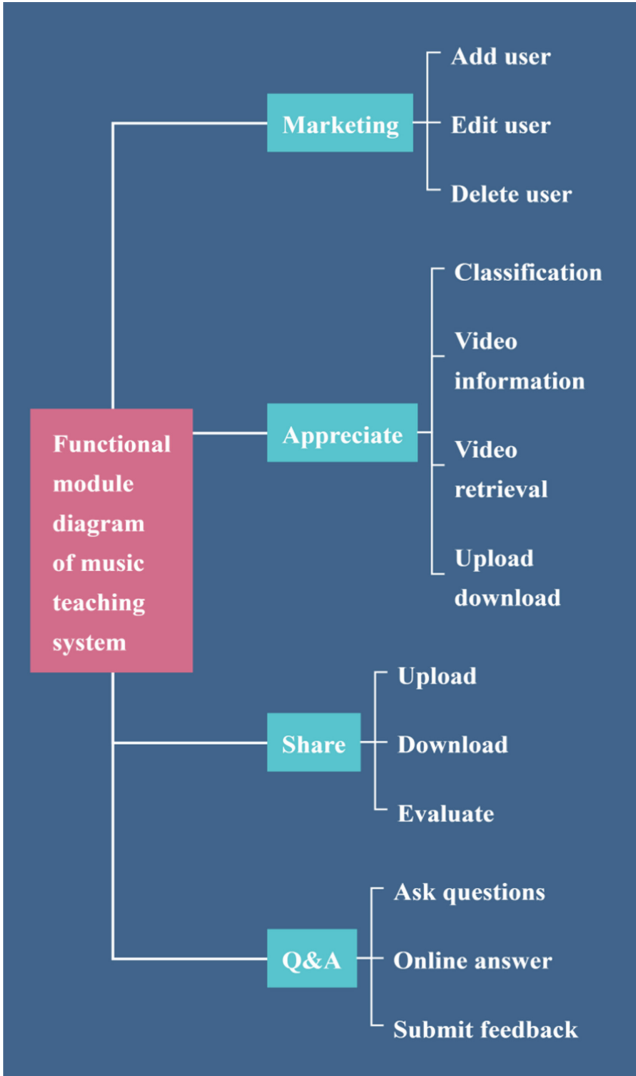 Functional
module
diagram
of music
teaching
system
Marketing
Add user
Edit user
Delete user
Appreciate
Classification
Video
information
Video
retrieval
Upload
download
Share
Upload
Download
Evaluate
Q&A
Ask questions
Online answer
Submit feedback